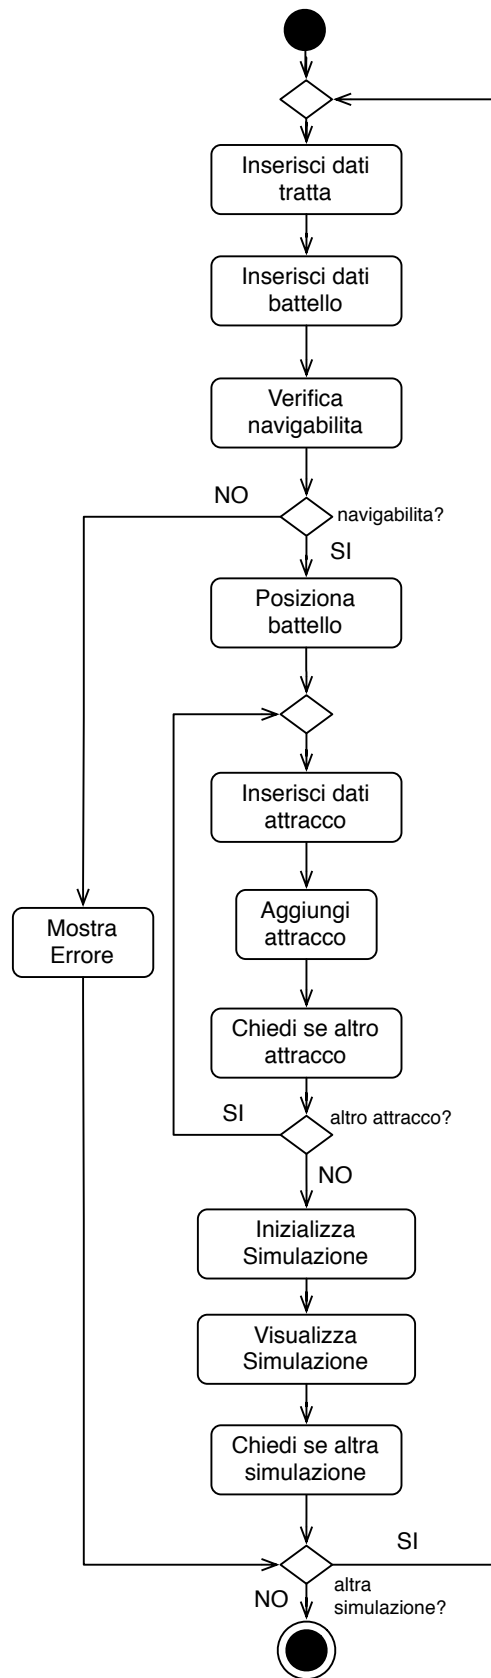 Inserisci dati
tratta
Inserisci dati
battello
Verifica
navigabilita
NO
navigabilita?
SI
Posiziona
battello
Inserisci dati
attracco
Aggiungi
attracco
Mostra
Errore
Chiedi se altro
attracco
SI
altro attracco?
NO
Inizializza
Simulazione
Visualizza
Simulazione
Chiedi se altra
simulazione
SI
NO
altra
simulazione?